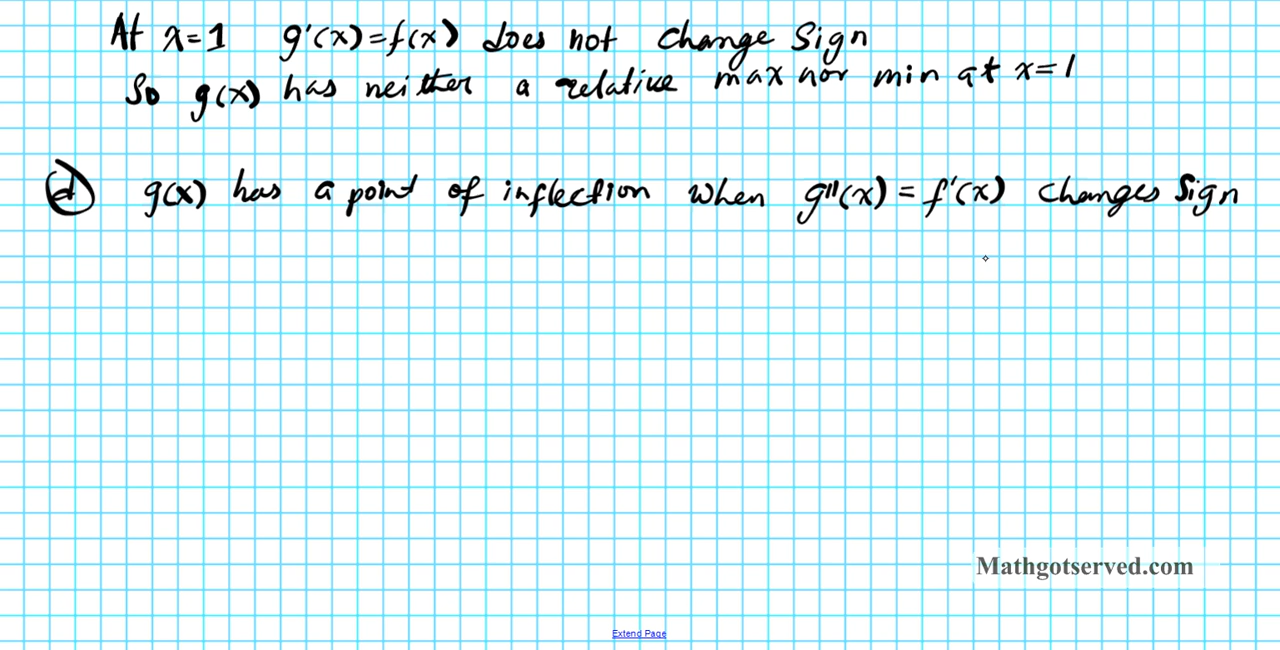 At x=1 g'(x)=f(x) does not change Sign
So g(x) has neither a relative max nor min at x=1
(d) g(x) has a point of inflection when g''(x) = f'(x) changes Sign
Mathgotserved.com
Extend Page